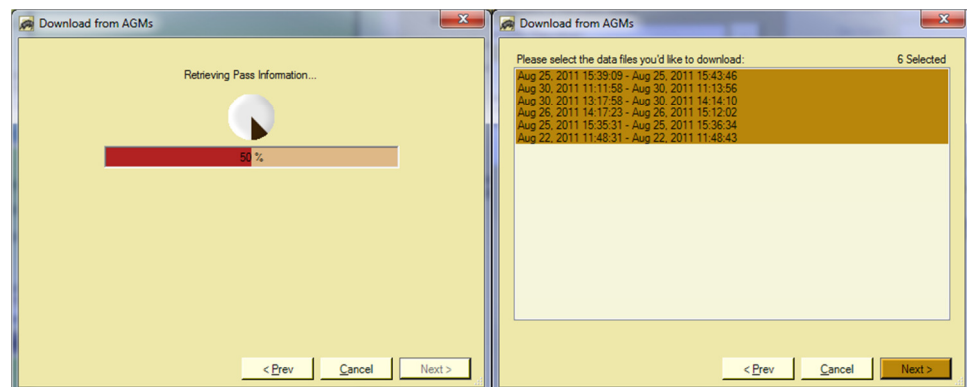 Download from AGMs
Retrieving Pass Information...
50 %
< Prev
Cancel
Next >
Download from AGMs
Please select the data files you'd like to download:
6 Selected
Aug 25, 2011 15:39:09 - Aug 25, 2011 15:43:46
Aug 30, 2011 11:11:58 - Aug 30, 2011 11:13:56
Aug 30, 2011 13:17:58 - Aug 30, 2011 14:14:10
Aug 26, 2011 14:17:23 - Aug 26, 2011 15:12:02
Aug 25, 2011 15:35:31 - Aug 25, 2011 15:36:34
Aug 22, 2011 11:48:31 - Aug 22, 2011 11:48:43
< Prev
Cancel
Next >